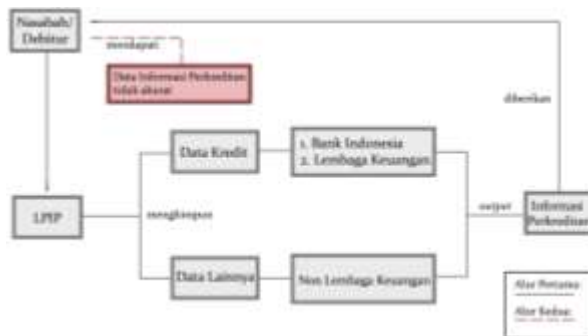 Nasabah/
Debitur
mendapat
Data Informasi Perkreditan
tidak akurat
diberikan
Data Kredit
1. Bank Indonesia
2. Lembaga Keuangan
LPIP
menghimpun
output
Informasi
Perkreditan
Data Lainnya
Non Lembaga Keuangan
Alur Pertama:
Alur Kedua: